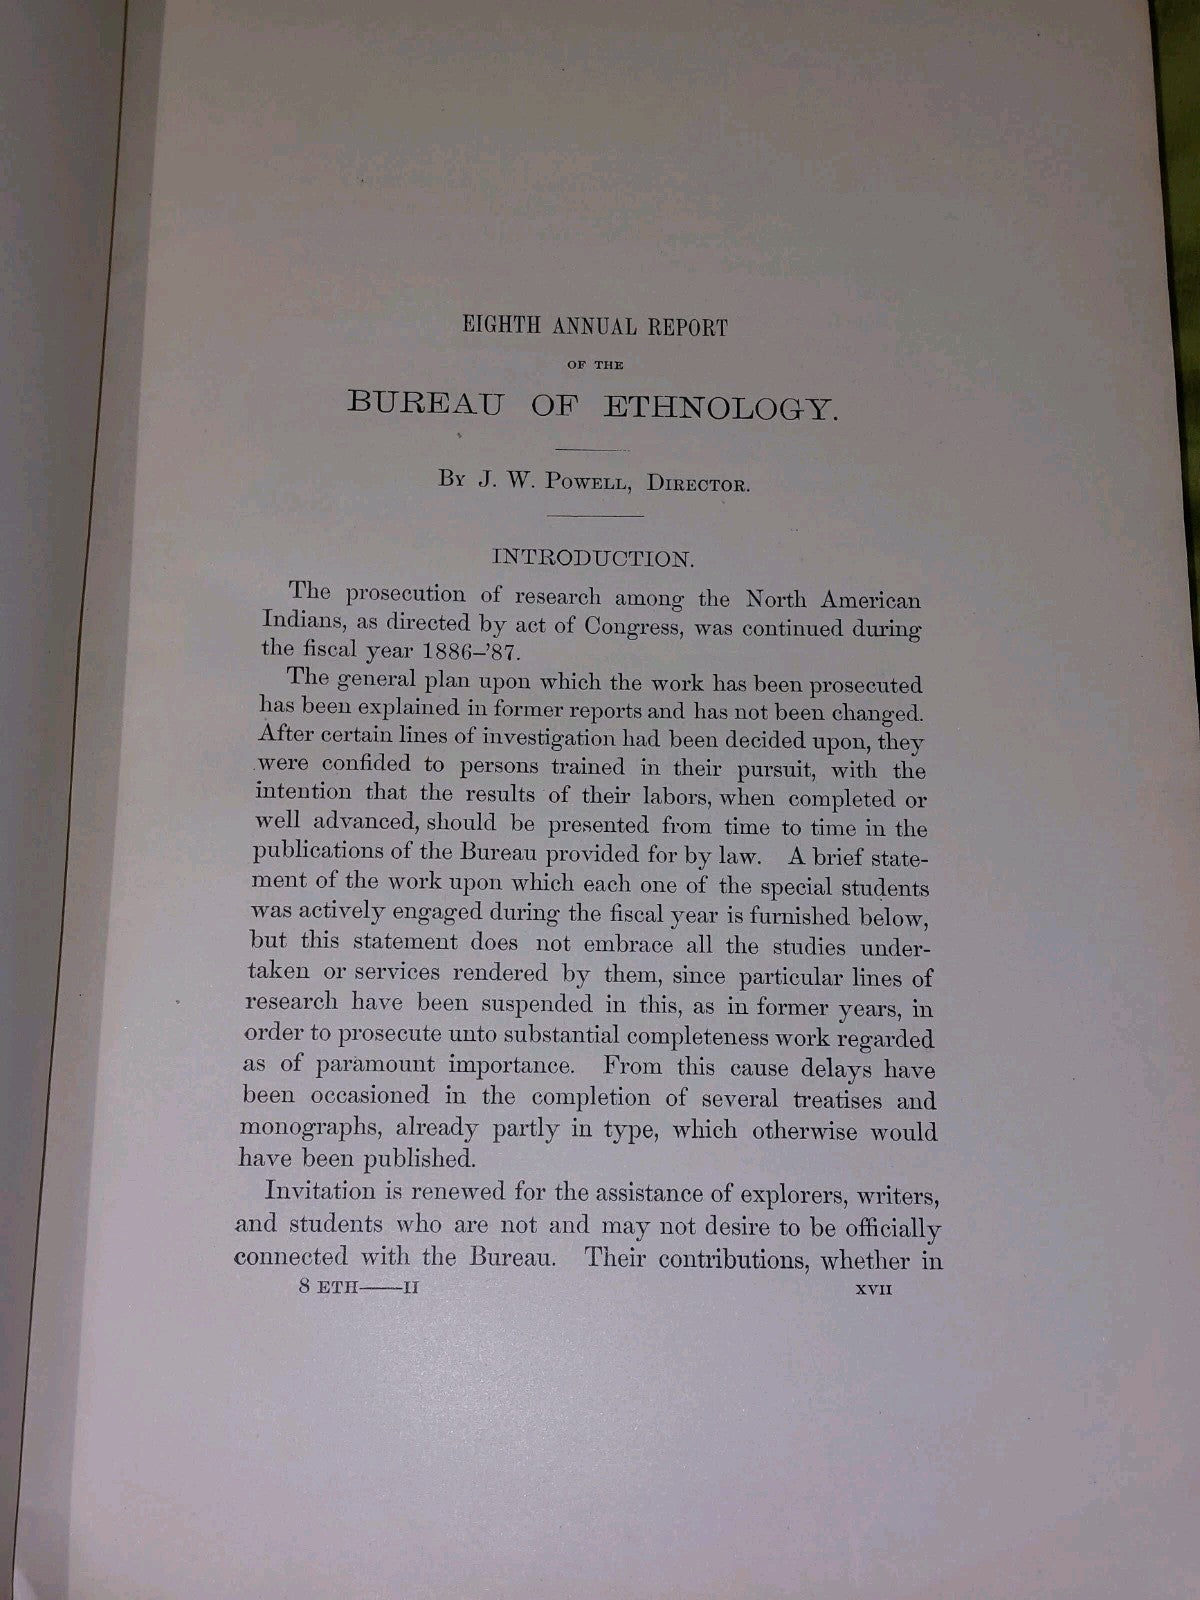 EIGHTH ANNUAL REPORT
OF THE
BUREAU OF ETHNOLOGY.
By J. W. Powell, Director.
INTRODUCTION.
The prosecution of research among the North American
Indians, as directed by act of Congress, was continued during
the fiscal year 1886–'87.
The general plan upon which the work has been prosecuted
has been explained in former reports and has not been changed.
After certain lines of investigation had been decided upon, they
were confided to persons trained in their pursuit, with the
intention that the results of their labors, when completed or
well advanced, should be presented from time to time in the
publications of the Bureau provided for by law. A brief state-
ment of the work upon which each one of the special students
was actively engaged during the fiscal year is furnished below,
but this statement does not embrace all the studies under-
taken or services rendered by them, since particular lines of
research have been suspended in this, as in former years, in
order to prosecute unto substantial completeness work regarded
as of paramount importance. From this cause delays have
been occasioned in the completion of several treatises and
monographs, already partly in type, which otherwise would
have been published.
Invitation is renewed for the assistance of explorers, writers,
and students who are not and may not desire to be officially
connected with the Bureau. Their contributions, whether in
8 ETH——II XVII